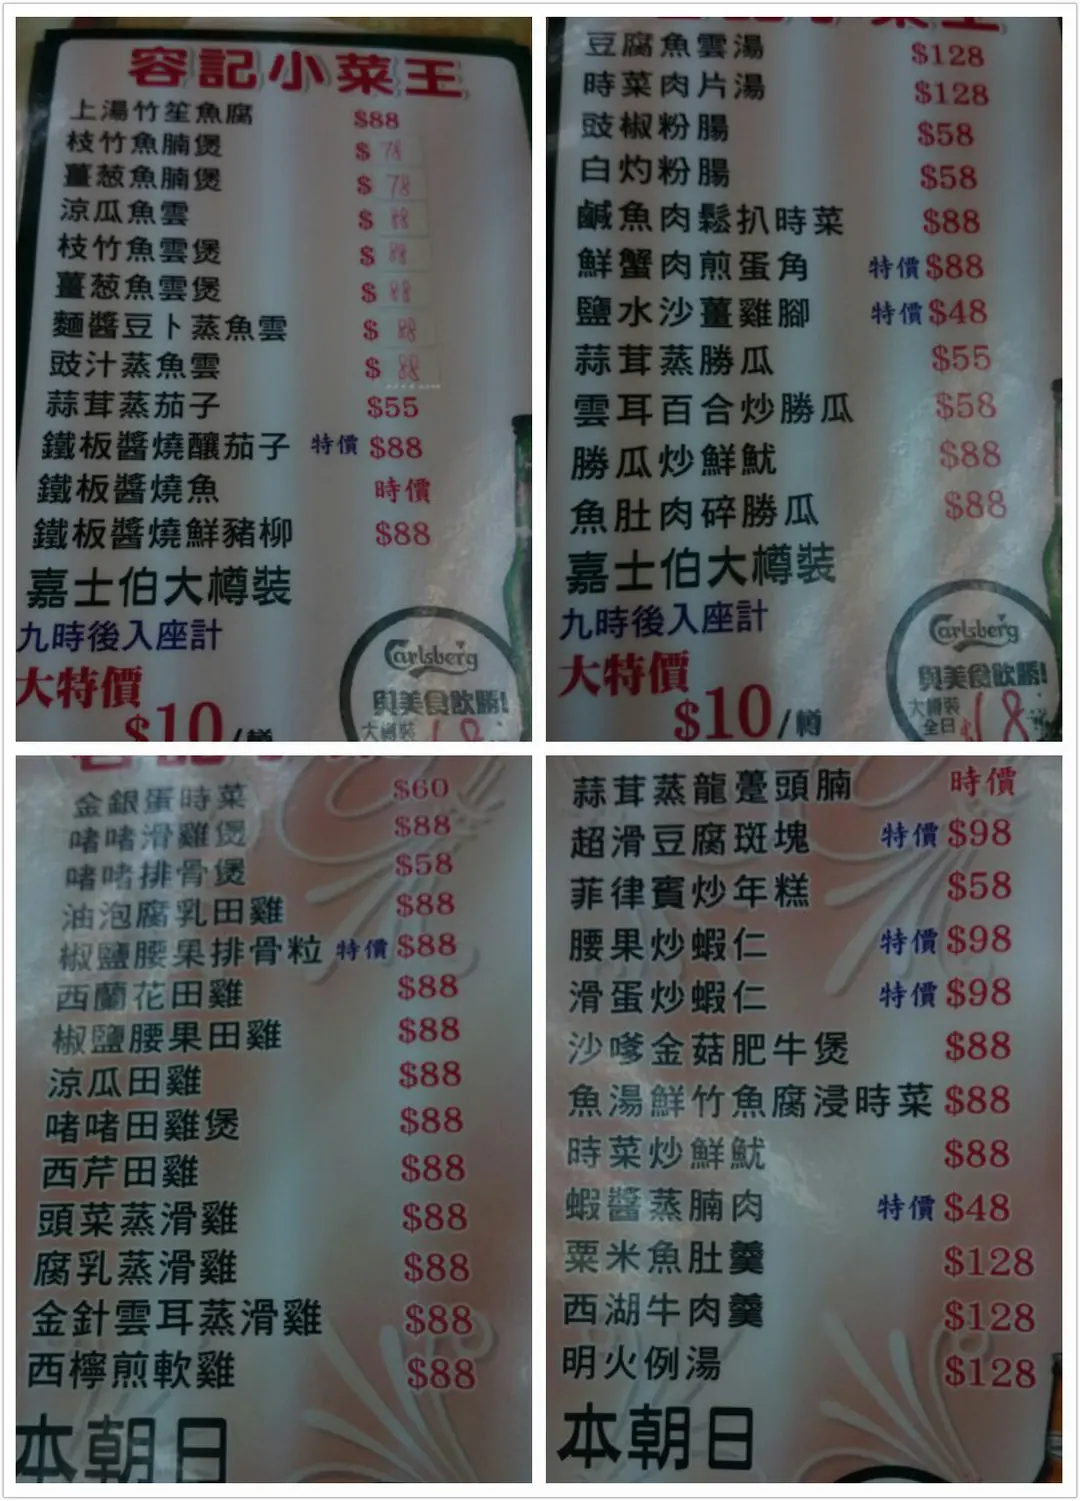 容記小菜王
上湯竹笙魚腐 $88
枝竹魚腩煲 $78
薑葱魚腩煲 $78
涼瓜魚雲 $88
枝竹魚雲煲 $88
薑葱魚雲煲 $88
麵醬豆卜蒸魚雲 $88
豉汁蒸魚雲 $88
蒜茸蒸茄子 $55
鐵板醬燒釀茄子 特價 $88
鐵板醬燒魚 時價
鐵板醬燒鮮豬柳 $88
嘉士伯大樽裝
九時後入座計
大特價
$10/樽
Carlsberg
與美食飲勝!
大樽裝
豆腐魚雲湯 $128
時菜肉片湯 $128
豉椒粉腸 $58
白灼粉腸 $58
鹹魚肉鬆扒時菜 $88
鮮蟹肉煎蛋角 特價 $88
鹽水沙薑雞腳 特價 $48
蒜茸蒸勝瓜 $55
雲耳百合炒勝瓜 $58
勝瓜炒鮮魷 $88
魚肚肉碎勝瓜 $88
嘉士伯大樽裝
九時後入座計
大特價
$10/樽
Carlsberg
與美食飲勝!
大樽裝
全日 $18
金銀蛋時菜 $60
啫啫滑雞煲 $88
啫啫排骨煲 $58
油泡腐乳田雞 $88
椒鹽腰果排骨粒 特價 $88
西蘭花田雞 $88
椒鹽腰果田雞 $88
涼瓜田雞 $88
啫啫田雞煲 $88
西芹田雞 $88
頭菜蒸滑雞 $88
腐乳蒸滑雞 $88
金針雲耳蒸滑雞 $88
西檸煎軟雞 $88
本朝日
蒜茸蒸龍躉頭腩 時價
超滑豆腐斑塊 特價 $98
菲律賓炒年糕 $58
腰果炒蝦仁 特價 $98
滑蛋炒蝦仁 特價 $98
沙嗲金菇肥牛煲 $88
魚湯鮮竹魚腐浸時菜 $88
時菜炒鮮魷 $88
蝦醬蒸腩肉 特價 $48
粟米魚肚羹 $128
西湖牛肉羹 $128
明火例湯 $128
本朝日